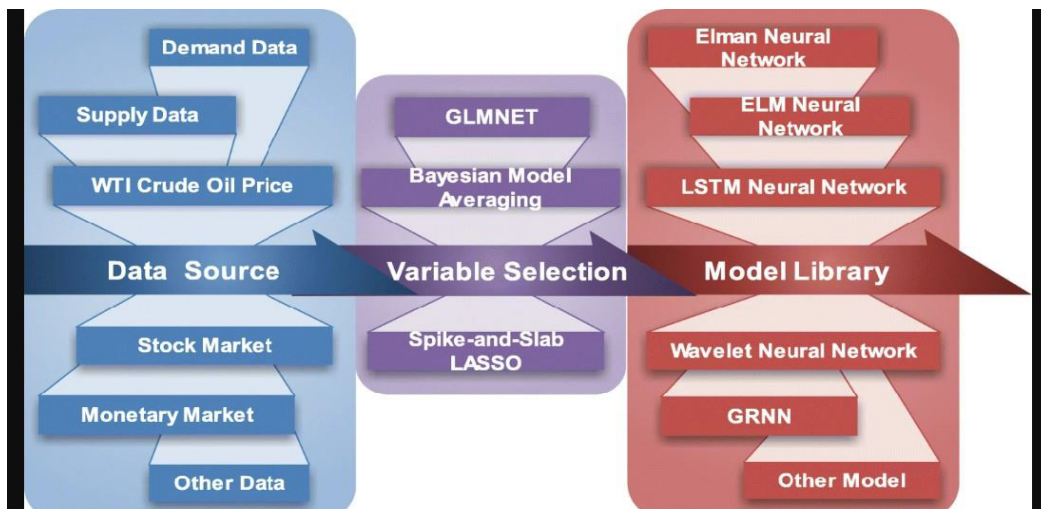 Demand Data
Supply Data
WTI Crude Oil Price
Data Source
Stock Market
Monetary Market
Other Data
GLMNET
Bayesian Model
Averaging
Variable Selection
Spike-and-Slab
LASSO
Elman Neural
Network
ELM Neural
Network
LSTM Neural Network
Model Library
Wavelet Neural Network
GRNN
Other Model